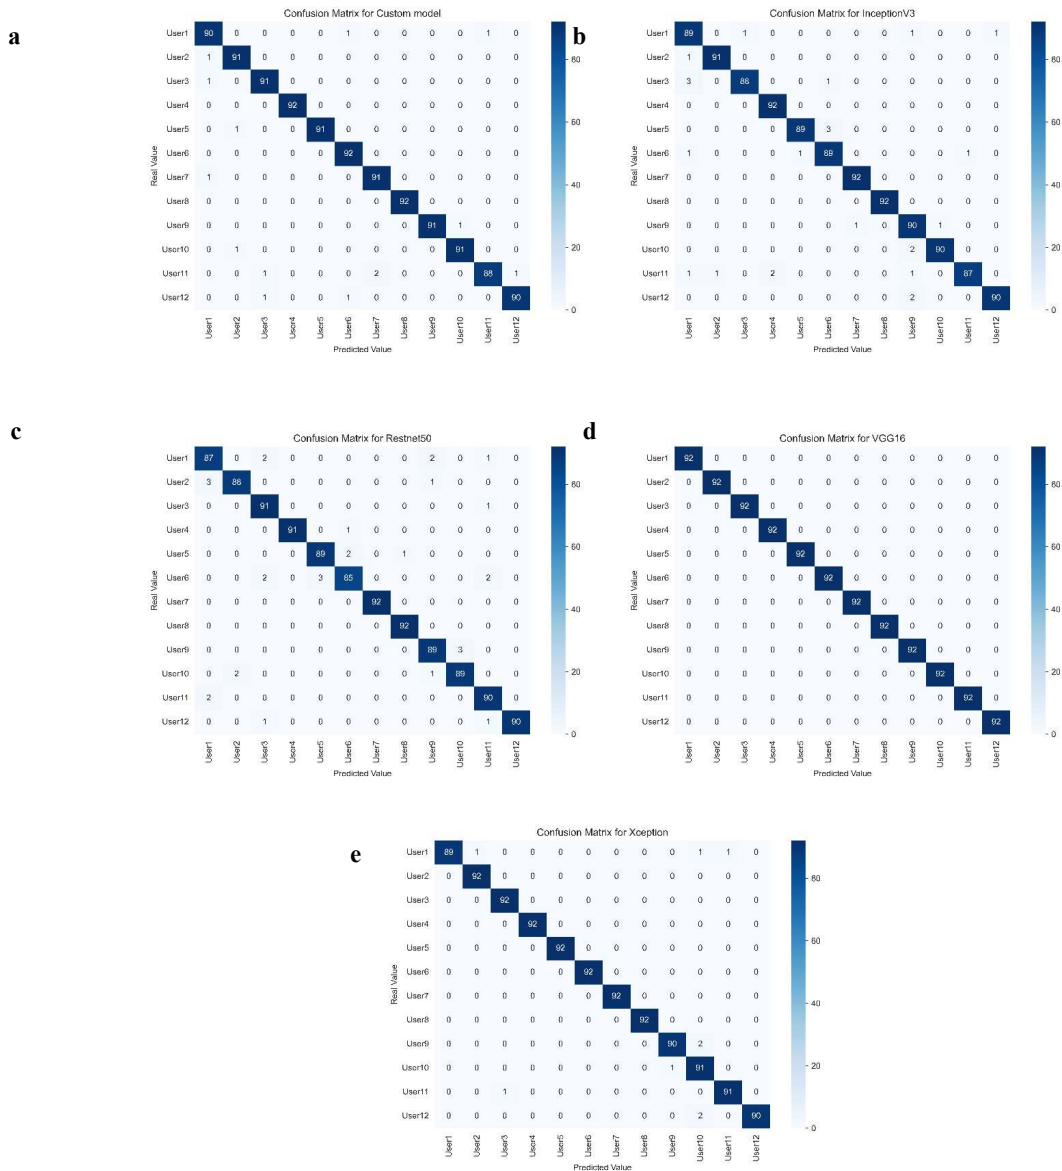 a
Confusion Matrix for Custom model
Real Value
User1 90 0 0 0 0 1 0 0 0 0 1 0
User2 1 91 0 0 0 0 0 0 0 0 0 0
User3 1 0 91 0 0 0 0 0 0 0 0 0
User4 0 0 0 92 0 0 0 0 0 0 0 0
User5 0 1 0 0 91 0 0 0 0 0 0 0
User6 0 0 0 0 0 92 0 0 0 0 0 0
User7 1 0 0 0 0 0 91 0 0 0 0 0
User8 0 0 0 0 0 0 0 92 0 0 0 0
User9 0 0 0 0 0 0 0 0 91 1 0 0
User10 0 1 0 0 0 0 0 0 0 91 0 0
User11 0 0 1 0 0 0 2 0 0 0 88 1
User12 0 0 1 0 0 1 0 0 0 0 0 90
User1 User2 User3 User4 User5 User6 User7 User8 User9 User10 User11 User12
Predicted Value
80
60
40
20
0
b
Confusion Matrix for InceptionV3
Real Value
User1 89 0 1 0 0 0 0 0 1 0 0 1
User2 1 91 0 0 0 0 0 0 0 0 0 0
User3 3 0 88 0 0 1 0 0 0 0 0 0
User4 0 0 0 92 0 0 0 0 0 0 0 0
User5 0 0 0 0 89 3 0 0 0 0 0 0
User6 1 0 0 0 1 89 0 0 0 0 1 0
User7 0 0 0 0 0 0 92 0 0 0 0 0
User8 0 0 0 0 0 0 0 92 0 0 0 0
User9 0 0 0 0 0 0 1 0 90 1 0 0
User10 0 0 0 0 0 0 0 0 2 90 0 0
User11 1 1 0 2 0 0 0 0 1 0 87 0
User12 0 0 0 0 0 0 0 0 2 0 0 90
User1 User2 User3 User4 User5 User6 User7 User8 User9 User10 User11 User12
Predicted Value
80
60
40
20
0
c
Confusion Matrix for Restnet50
Real Value
User1 87 0 2 0 0 0 0 0 2 0 1 0
User2 3 88 0 0 0 0 0 0 1 0 0 0
User3 0 0 91 0 0 0 0 0 0 0 1 0
User4 0 0 0 91 0 1 0 0 0 0 0 0
User5 0 0 0 0 89 2 0 1 0 0 0 0
User6 0 0 2 0 3 85 0 0 0 0 2 0
User7 0 0 0 0 0 0 92 0 0 0 0 0
User8 0 0 0 0 0 0 0 92 0 0 0 0
User9 0 0 0 0 0 0 0 0 89 3 0 0
User10 0 2 0 0 0 0 0 0 1 89 0 0
User11 2 0 0 0 0 0 0 0 0 0 90 0
User12 0 0 1 0 0 0 0 0 0 0 1 90
User1 User2 User3 User4 User5 User6 User7 User8 User9 User10 User11 User12
Predicted Value
80
60
40
20
0
d
Confusion Matrix for VGG16
Real Value
User1 92 0 0 0 0 0 0 0 0 0 0 0
User2 0 92 0 0 0 0 0 0 0 0 0 0
User3 0 0 92 0 0 0 0 0 0 0 0 0
User4 0 0 0 92 0 0 0 0 0 0 0 0
User5 0 0 0 0 92 0 0 0 0 0 0 0
User6 0 0 0 0 0 92 0 0 0 0 0 0
User7 0 0 0 0 0 0 92 0 0 0 0 0
User8 0 0 0 0 0 0 0 92 0 0 0 0
User9 0 0 0 0 0 0 0 0 92 0 0 0
User10 0 0 0 0 0 0 0 0 0 92 0 0
User11 0 0 0 0 0 0 0 0 0 0 92 0
User12 0 0 0 0 0 0 0 0 0 0 0 92
User1 User2 User3 User4 User5 User6 User7 User8 User9 User10 User11 User12
Predicted Value
80
60
40
20
0
e
Confusion Matrix for Xception
Real Value
User1 89 1 0 0 0 0 0 0 0 1 1 0
User2 0 92 0 0 0 0 0 0 0 0 0 0
User3 0 0 92 0 0 0 0 0 0 0 0 0
User4 0 0 0 92 0 0 0 0 0 0 0 0
User5 0 0 0 0 92 0 0 0 0 0 0 0
User6 0 0 0 0 0 92 0 0 0 0 0 0
User7 0 0 0 0 0 0 92 0 0 0 0 0
User8 0 0 0 0 0 0 0 92 0 0 0 0
User9 0 0 0 0 0 0 0 0 90 2 0 0
User10 0 0 0 0 0 0 0 0 1 91 0 0
User11 0 0 1 0 0 0 0 0 0 0 91 0
User12 0 0 0 0 0 0 0 0 0 2 0 90
User1 User2 User3 User4 User5 User6 User7 User8 User9 User10 User11 User12
Predicted Value
80
60
40
20
0